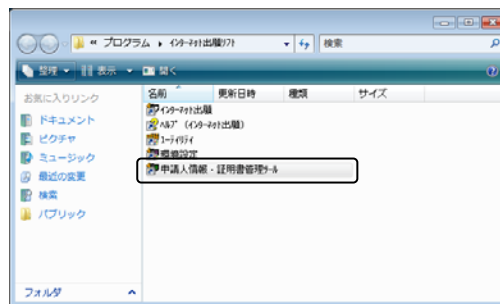 « プログラム ▸ インターネット出願ソフト
検索
整理 表示 開く
お気に入りリンク
ドキュメント
ピクチャ
ミュージック
最近の変更
検索
パブリック
フォルダ
名前 更新日時 種類 サイズ
インターネット出願
ヘルプ (インターネット出願)
ユーティリティ
環境設定
申請人情報・証明書管理ツール